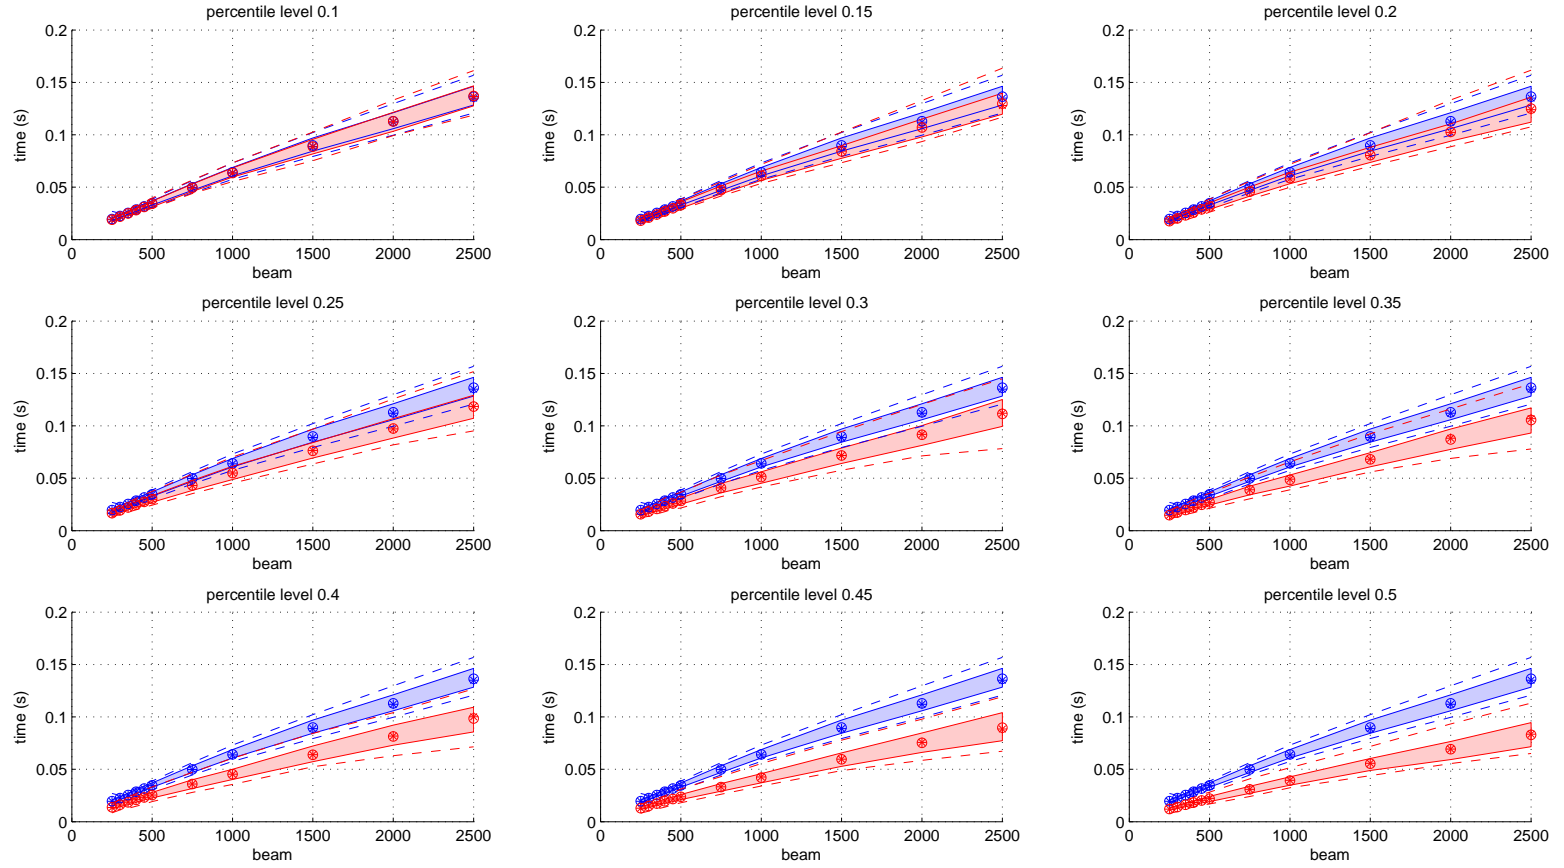 percentile level 0.1
0.2
0.15
0.1
0.05
0
time (s)
0 500 1000 1500 2000 2500
beam
percentile level 0.15
0.2
0.15
0.1
0.05
0
time (s)
0 500 1000 1500 2000 2500
beam
percentile level 0.2
0.2
0.15
0.1
0.05
0
time (s)
0 500 1000 1500 2000 2500
beam
percentile level 0.25
0.2
0.15
0.1
0.05
0
time (s)
0 500 1000 1500 2000 2500
beam
percentile level 0.3
0.2
0.15
0.1
0.05
0
time (s)
0 500 1000 1500 2000 2500
beam
percentile level 0.35
0.2
0.15
0.1
0.05
0
time (s)
0 500 1000 1500 2000 2500
beam
percentile level 0.4
0.2
0.15
0.1
0.05
0
time (s)
0 500 1000 1500 2000 2500
beam
percentile level 0.45
0.2
0.15
0.1
0.05
0
time (s)
0 500 1000 1500 2000 2500
beam
percentile level 0.5
0.2
0.15
0.1
0.05
0
time (s)
0 500 1000 1500 2000 2500
beam